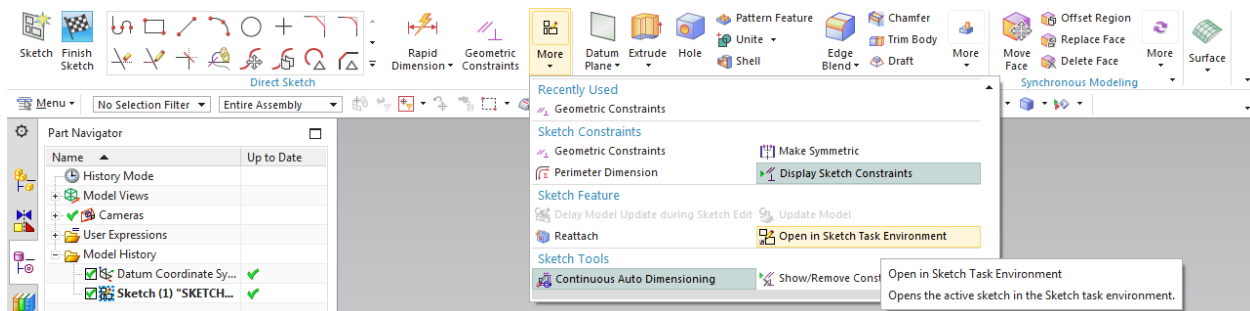 Pattern Feature
Chamfer
Offset Region
Unite
Trim Body
Replace Face
Sketch
Finish Sketch
Rapid Dimension
Geometric Constraints
More
Datum Plane
Extrude
Hole
Shell
Edge Blend
Draft
More
Move Face
Delete Face
More
Surface
Direct Sketch
Synchronous Modeling
Menu
No Selection Filter
Entire Assembly
Recently Used
Geometric Constraints
Part Navigator
Sketch Constraints
Name
Up to Date
Geometric Constraints
Make Symmetric
History Mode
Perimeter Dimension
Display Sketch Constraints
Model Views
Sketch Feature
Cameras
Delay Model Update during Sketch Edit
Update Model
User Expressions
Reattach
Open in Sketch Task Environment
Model History
Sketch Tools
Datum Coordinate Sy...
Continuous Auto Dimensioning
Show/Remove Const
Open in Sketch Task Environment
Sketch (1) "SKETCH...
Opens the active sketch in the Sketch task environment.